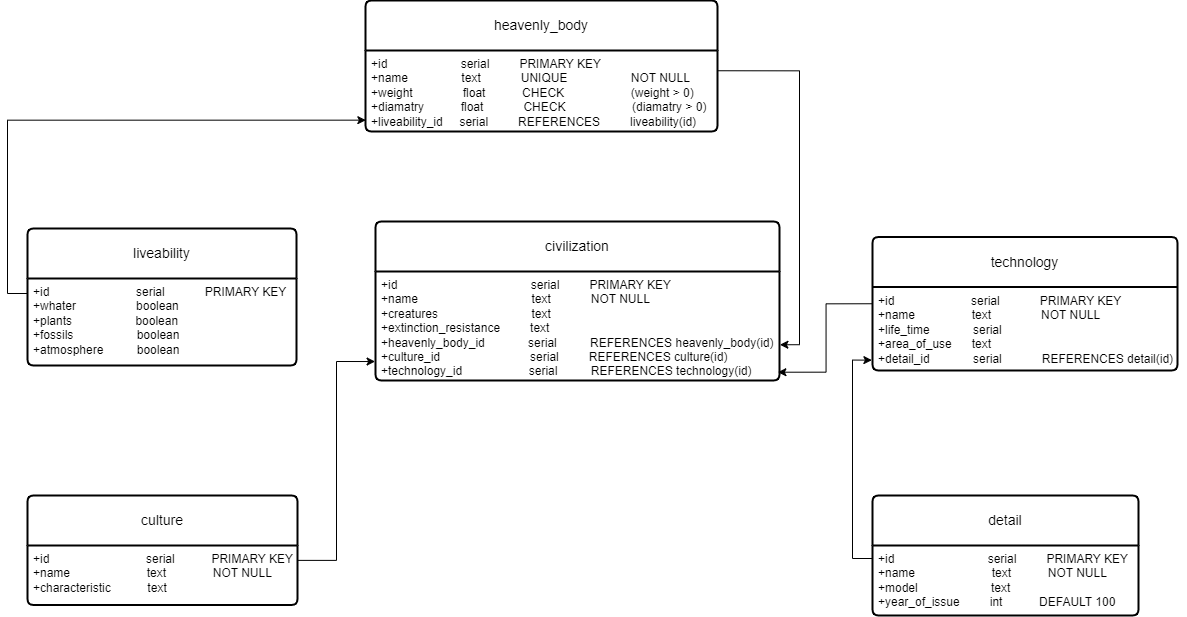 heavenly_body
+id serial PRIMARY KEY
+name text UNIQUE NOT NULL
+weight float CHECK (weight > 0)
+diamatry float CHECK (diamatry > 0)
+liveability_id serial REFERENCES liveability(id)
liveability
+id serial PRIMARY KEY
+whater boolean
+plants boolean
+fossils boolean
+atmosphere boolean
civilization
+id serial PRIMARY KEY
+name text NOT NULL
+creatures text
+extinction_resistance text
+heavenly_body_id serial REFERENCES heavenly_body(id)
+culture_id serial REFERENCES culture(id)
+technology_id serial REFERENCES technology(id)
technology
+id serial PRIMARY KEY
+name text NOT NULL
+life_time serial
+area_of_use text
+detail_id serial REFERENCES detail(id)
culture
+id serial PRIMARY KEY
+name text NOT NULL
+characteristic text
detail
+id serial PRIMARY KEY
+name text NOT NULL
+model text
+year_of_issue int DEFAULT 100